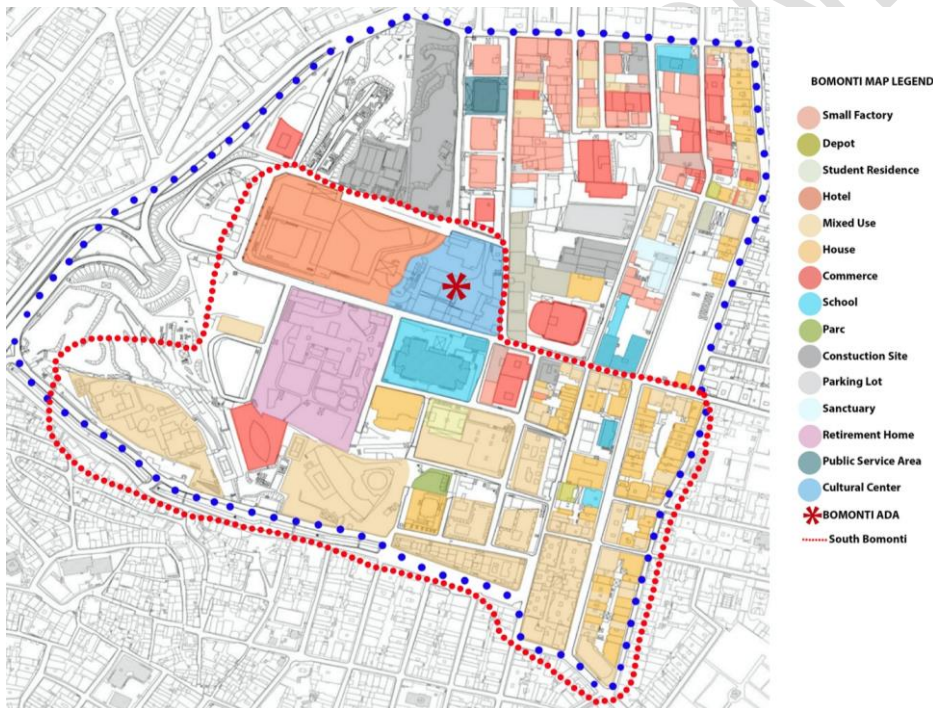 BOMONTI MAP LEGEND
Small Factory
Depot
Student Residence
Hotel
Mixed Use
House
Commerce
School
Parc
Constuction Site
Parking Lot
Sanctuary
Retirement Home
Public Service Area
Cultural Center
BOMONTI ADA
South Bomonti